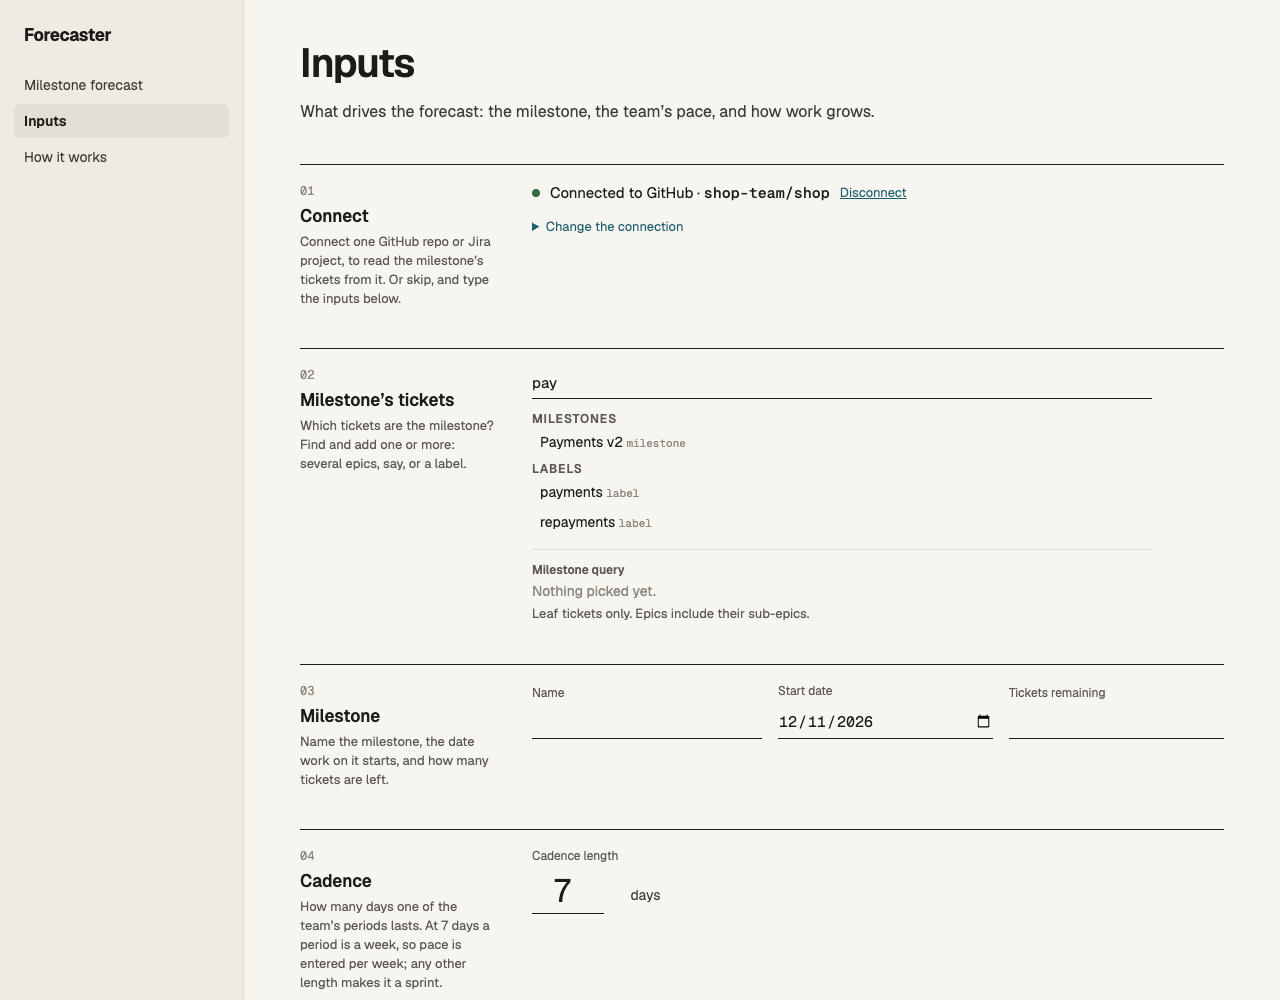 Forecaster
Milestone forecast
Inputs
How it works
Inputs
What drives the forecast: the milestone, the team’s pace, and how work grows.
01
Connect
Connect one GitHub repo or Jira
project, to read the milestone’s
tickets from it. Or skip, and type
the inputs below.
Connected to GitHub · shop-team/shop Disconnect
Change the connection
02
Milestone’s tickets
Which tickets are the milestone?
Find and add one or more:
several epics, say, or a label.
pay
MILESTONES
Payments v2 milestone
LABELS
payments label
repayments label
Milestone query
Nothing picked yet.
Leaf tickets only. Epics include their sub-epics.
03
Milestone
Name the milestone, the date
work on it starts, and how many
tickets are left.
Name
Start date
12/11/2026
Tickets remaining
04
Cadence
How many days one of the
team’s periods lasts. At 7 days a
period is a week, so pace is
entered per week; any other
length makes it a sprint.
Cadence length
7 days